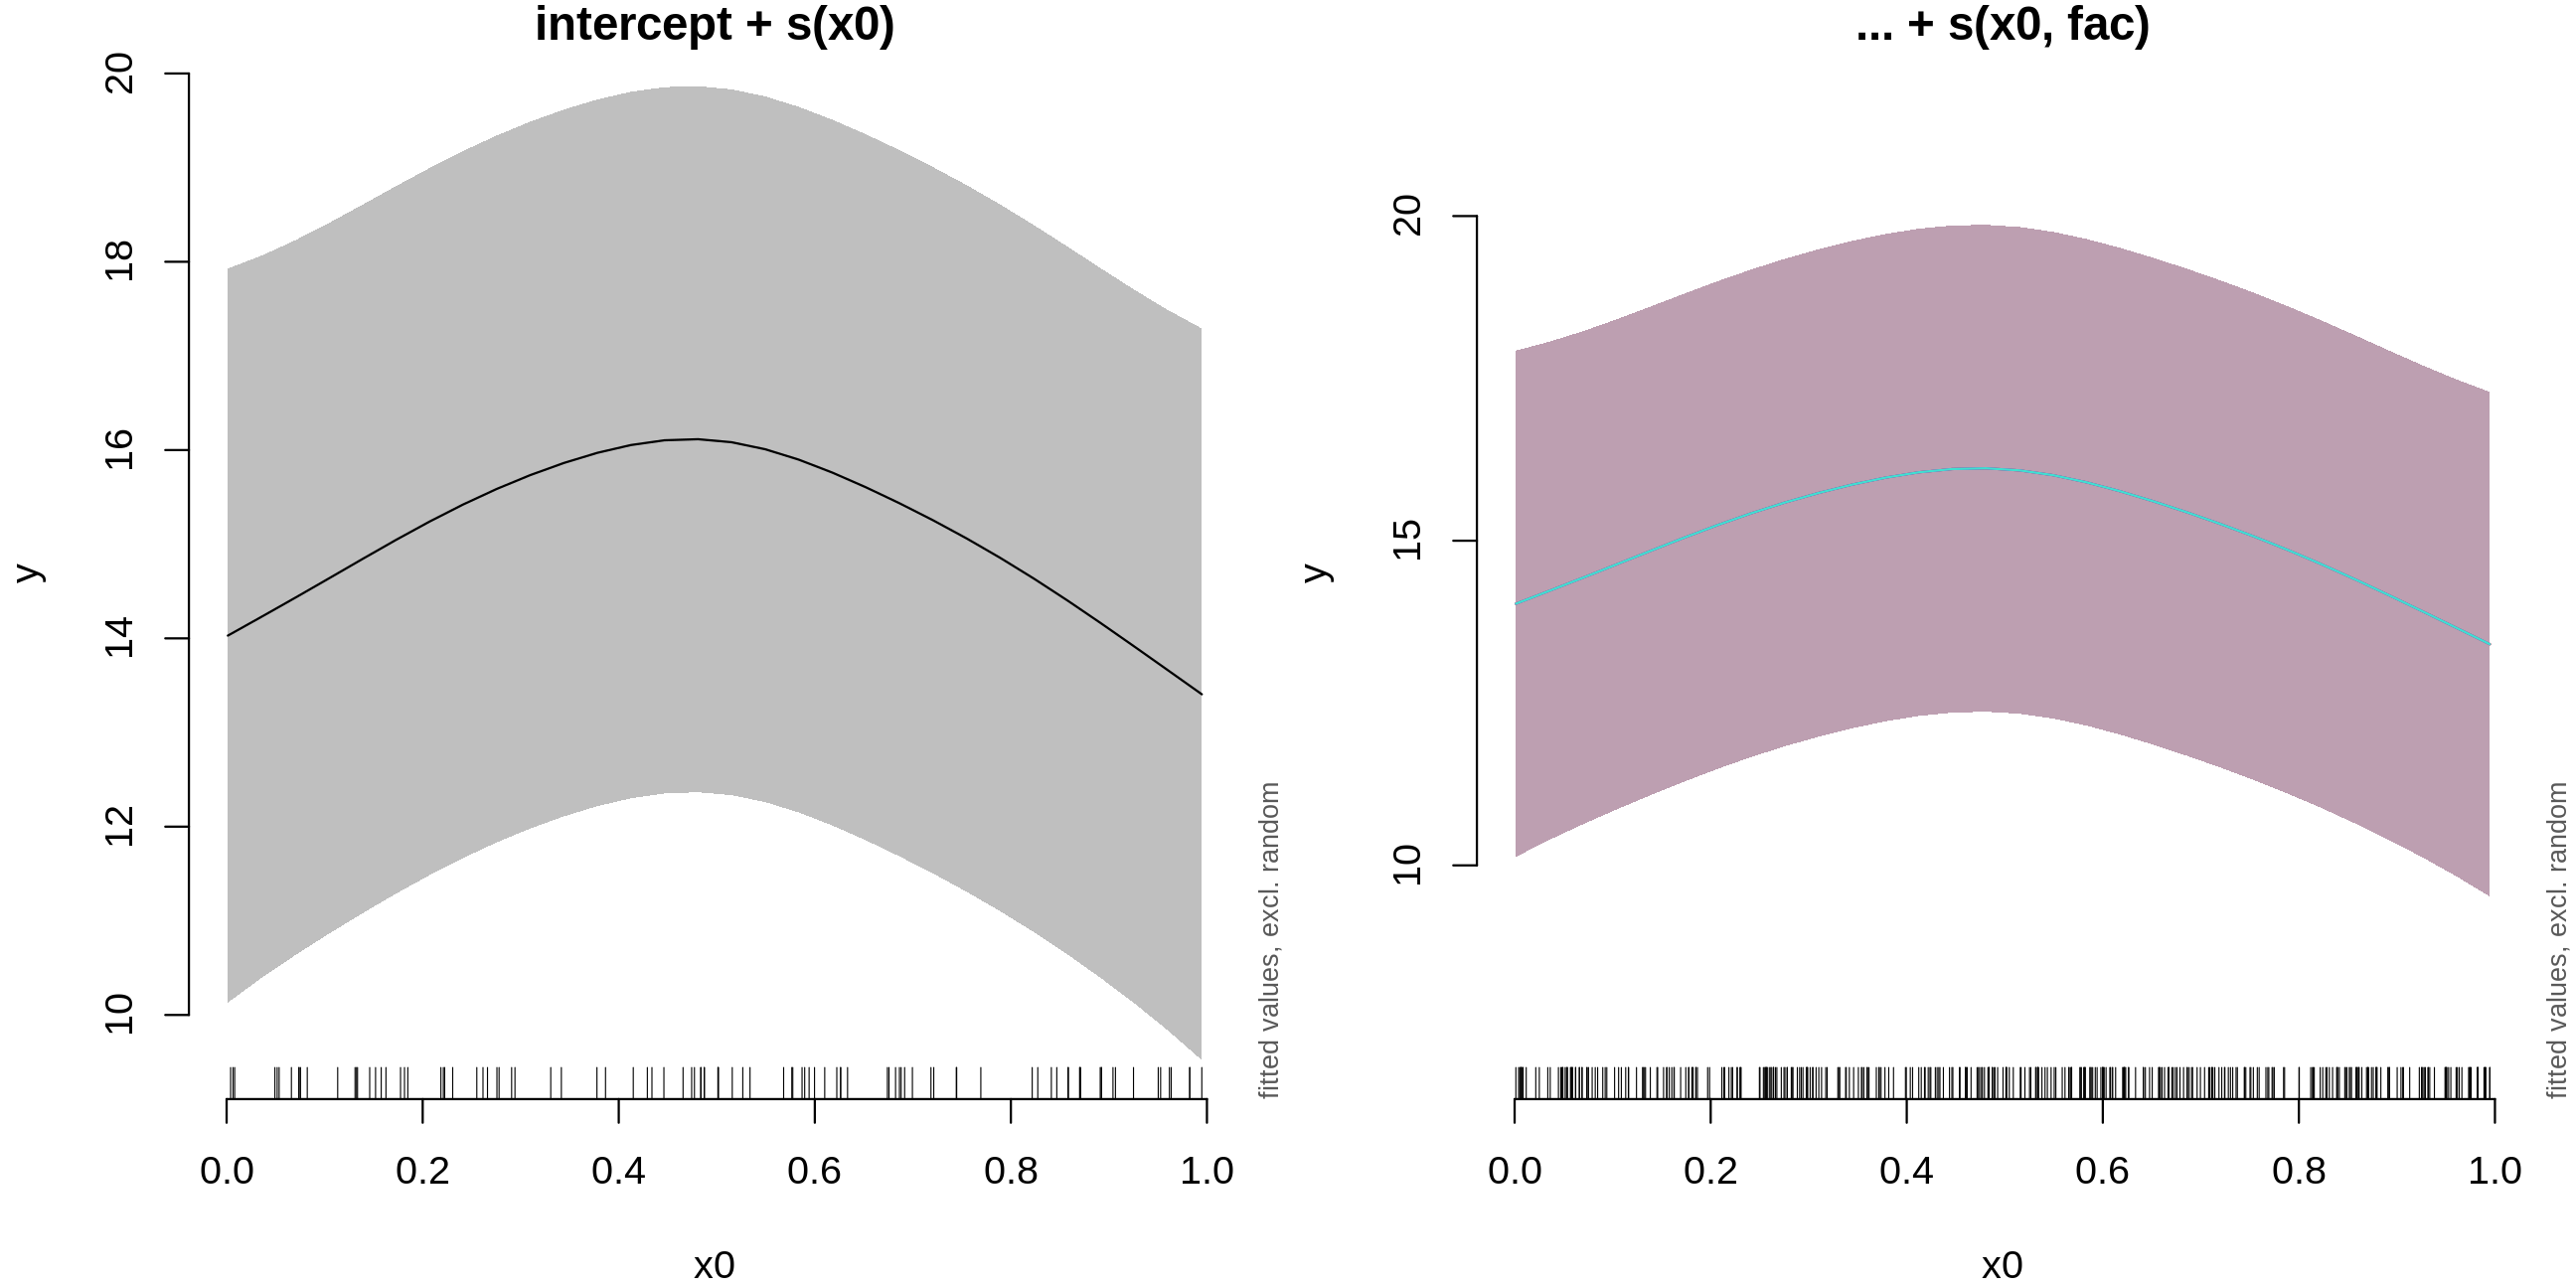 intercept + s(x0)
20
18
16
14
12
10
y
0.0 0.2 0.4 0.6 0.8 1.0
x0
fitted values, excl. random
... + s(x0, fac)
20
15
10
y
0.0 0.2 0.4 0.6 0.8 1.0
x0
fitted values, excl. random